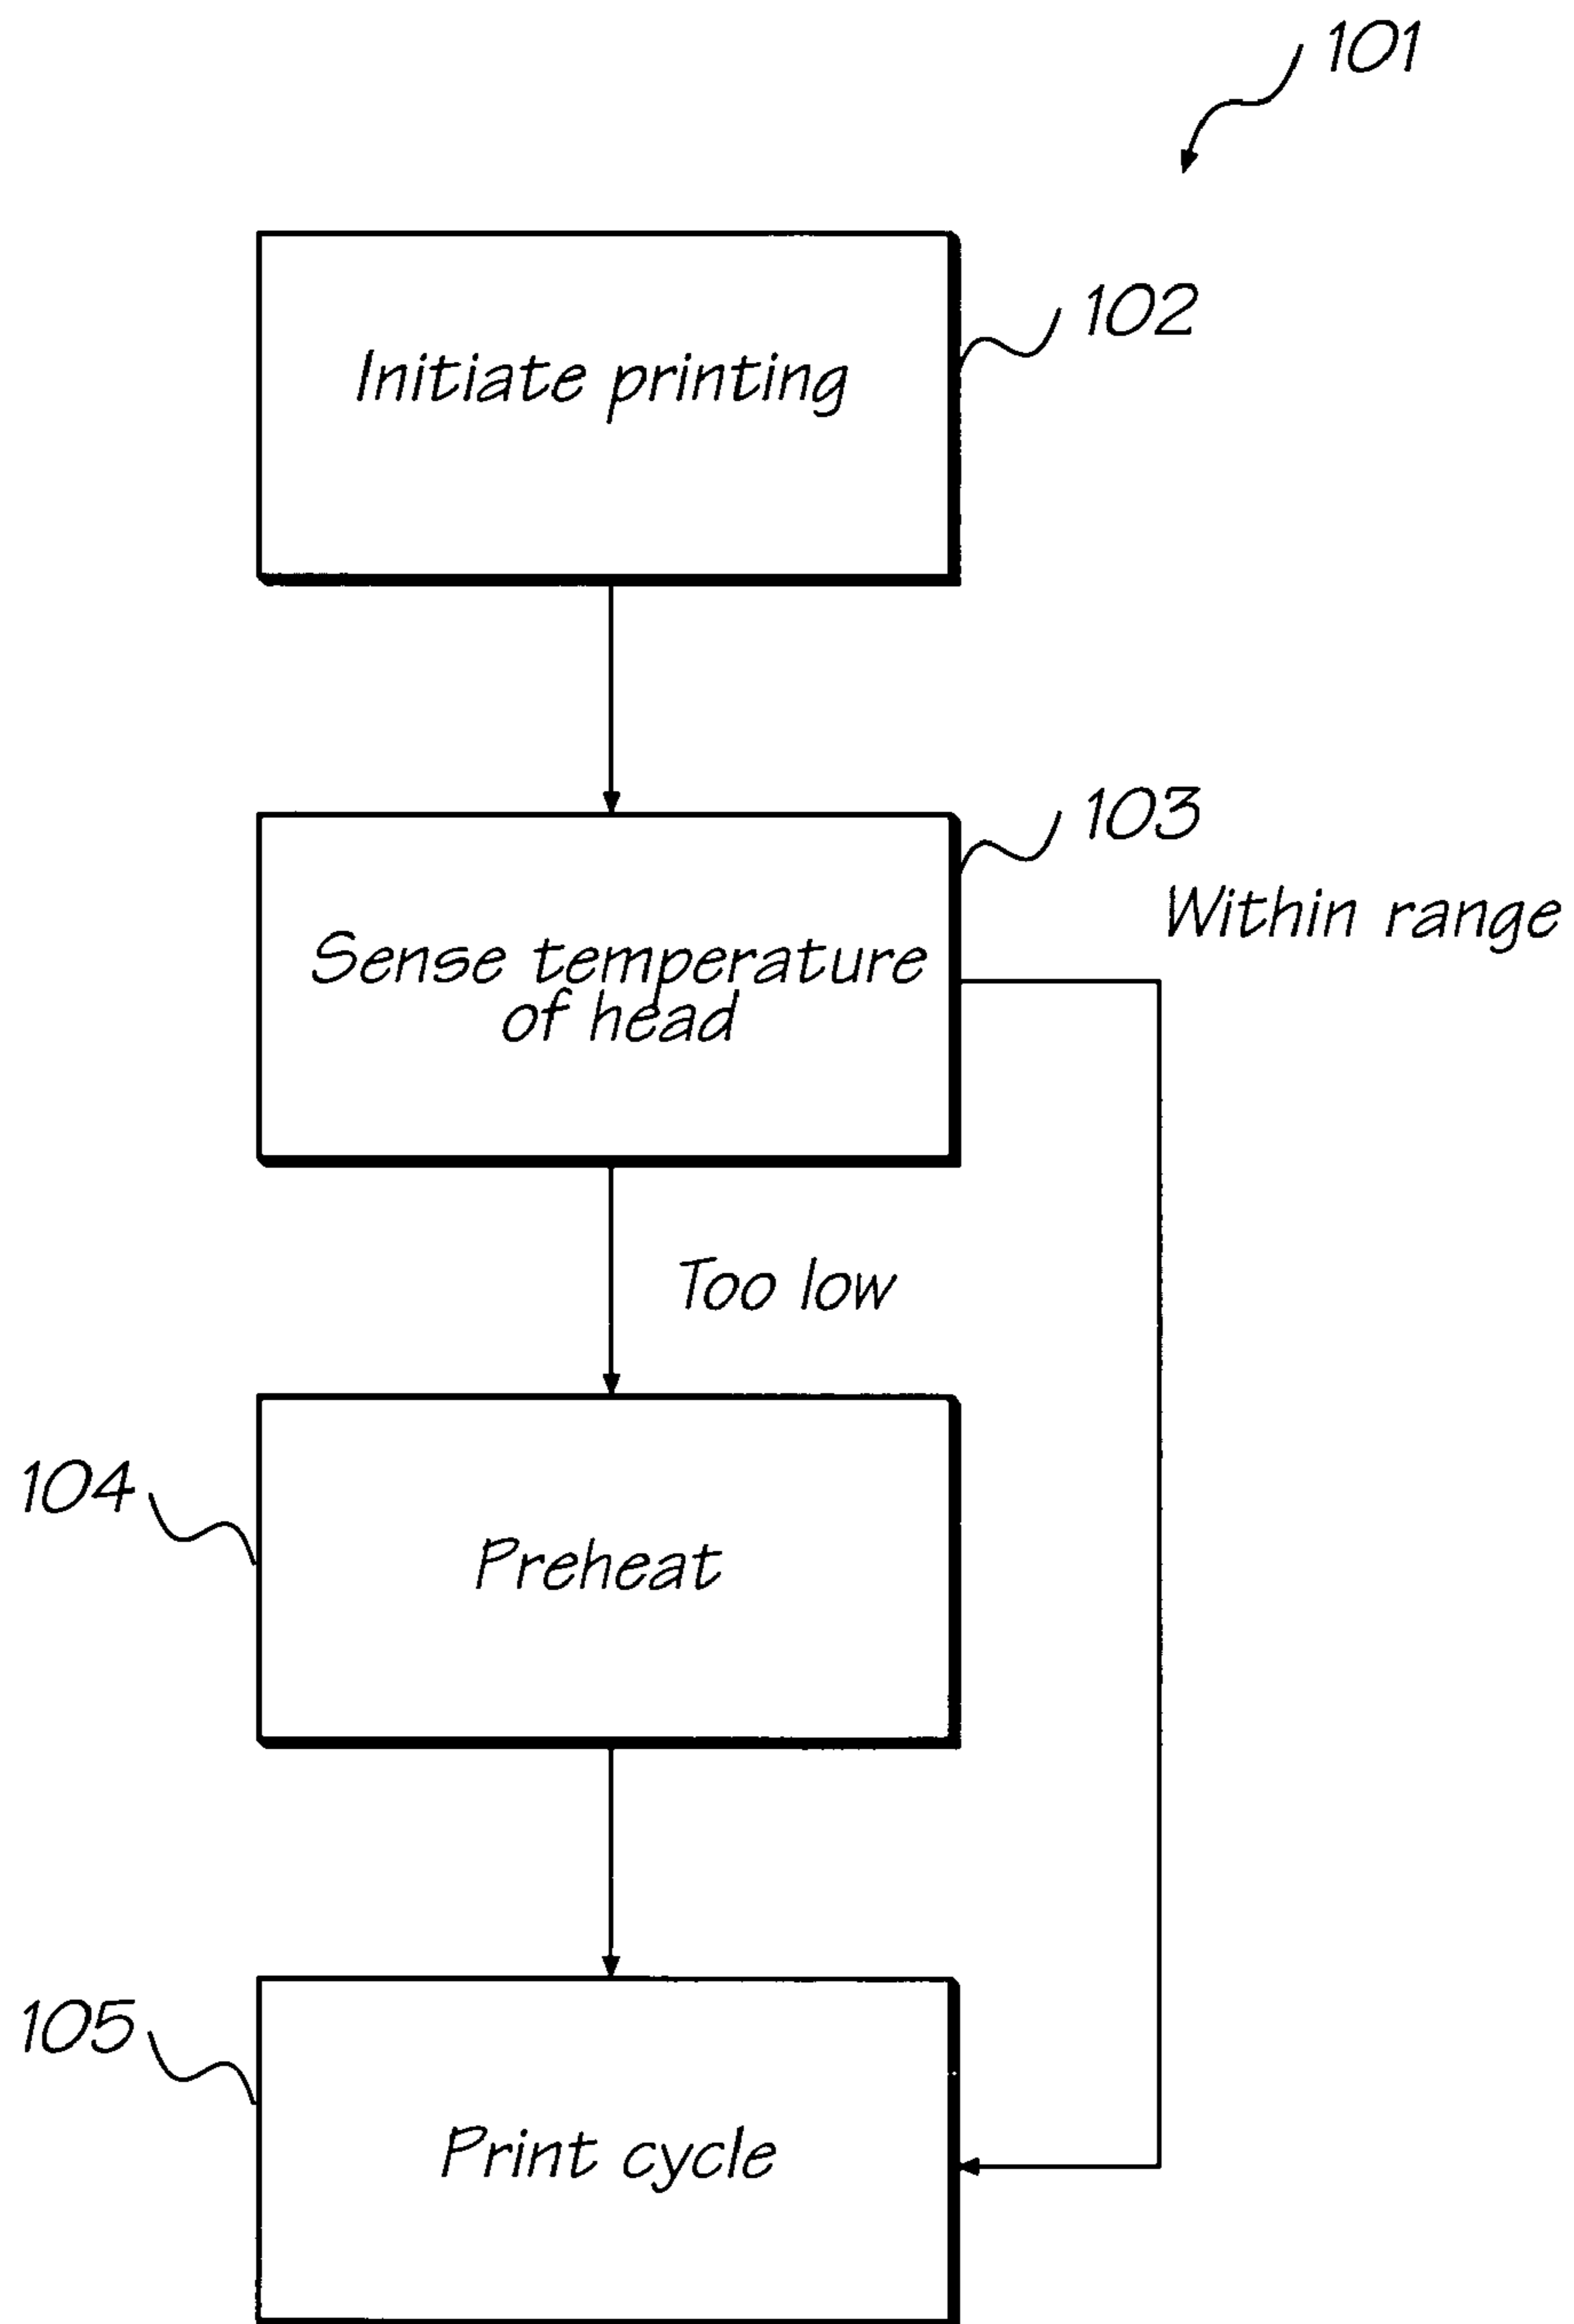 101
Initiate printing
102
103
Within range
Sense temperature
of head
Too low
104
Preheat
105
Print cycle